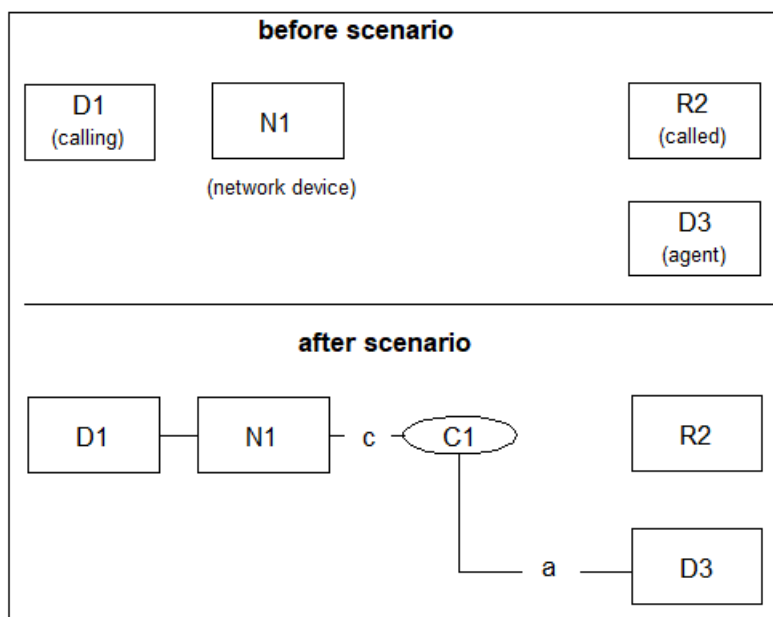 before scenario
D1
(calling)
N1
(network device)
R2
(called)
D3
(agent)
after scenario
D1
N1
c
C1
R2
a
D3